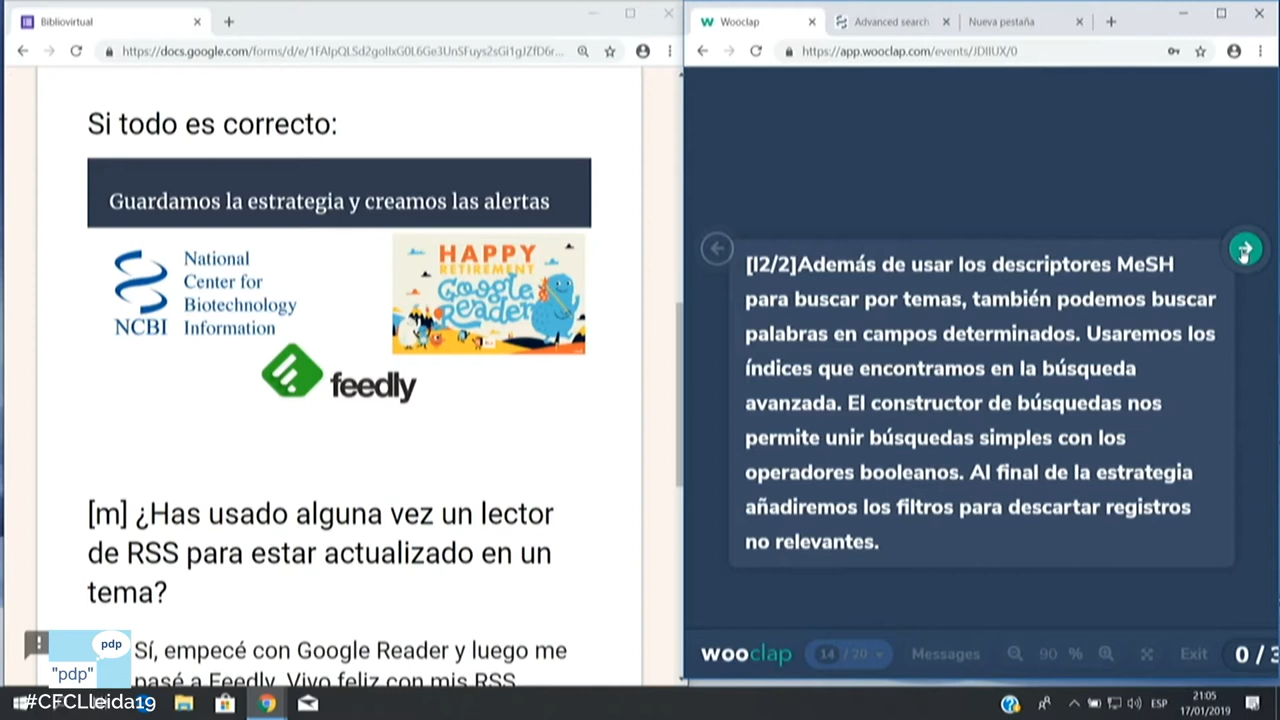 Bibliovirtual
https://docs.google.com/forms/d/e/1FAIpQLSd2golIxG0L6Ge3UnSFuys2sGi1gJZfD6r...
Si todo es correcto:
Guardamos la estrategia y creamos las alertas
NCBI
National
Center for
Biotechnology
Information
HAPPY
RETIREMENT
Google
Reader
feedly
[m] ¿Has usado alguna vez un lector
de RSS para estar actualizado en un
tema?
Sí, empecé con Google Reader y luego me
pasé a Feedly. Vivo feliz con mis RSS
pdp
"pdp"
#CFCLleida19
Wooclap
Advanced search
Nueva pestaña
https://app.wooclap.com/events/JDIIUX/0
[I2/2]Además de usar los descriptores MeSH
para buscar por temas, también podemos buscar
palabras en campos determinados. Usaremos los
índices que encontramos en la búsqueda
avanzada. El constructor de búsquedas nos
permite unir búsquedas simples con los
operadores booleanos. Al final de la estrategia
añadiremos los filtros para descartar registros
no relevantes.
wooclap
14 / 20
Messages
90 %
Exit
0 / 3
ESP
21:05
17/01/2019